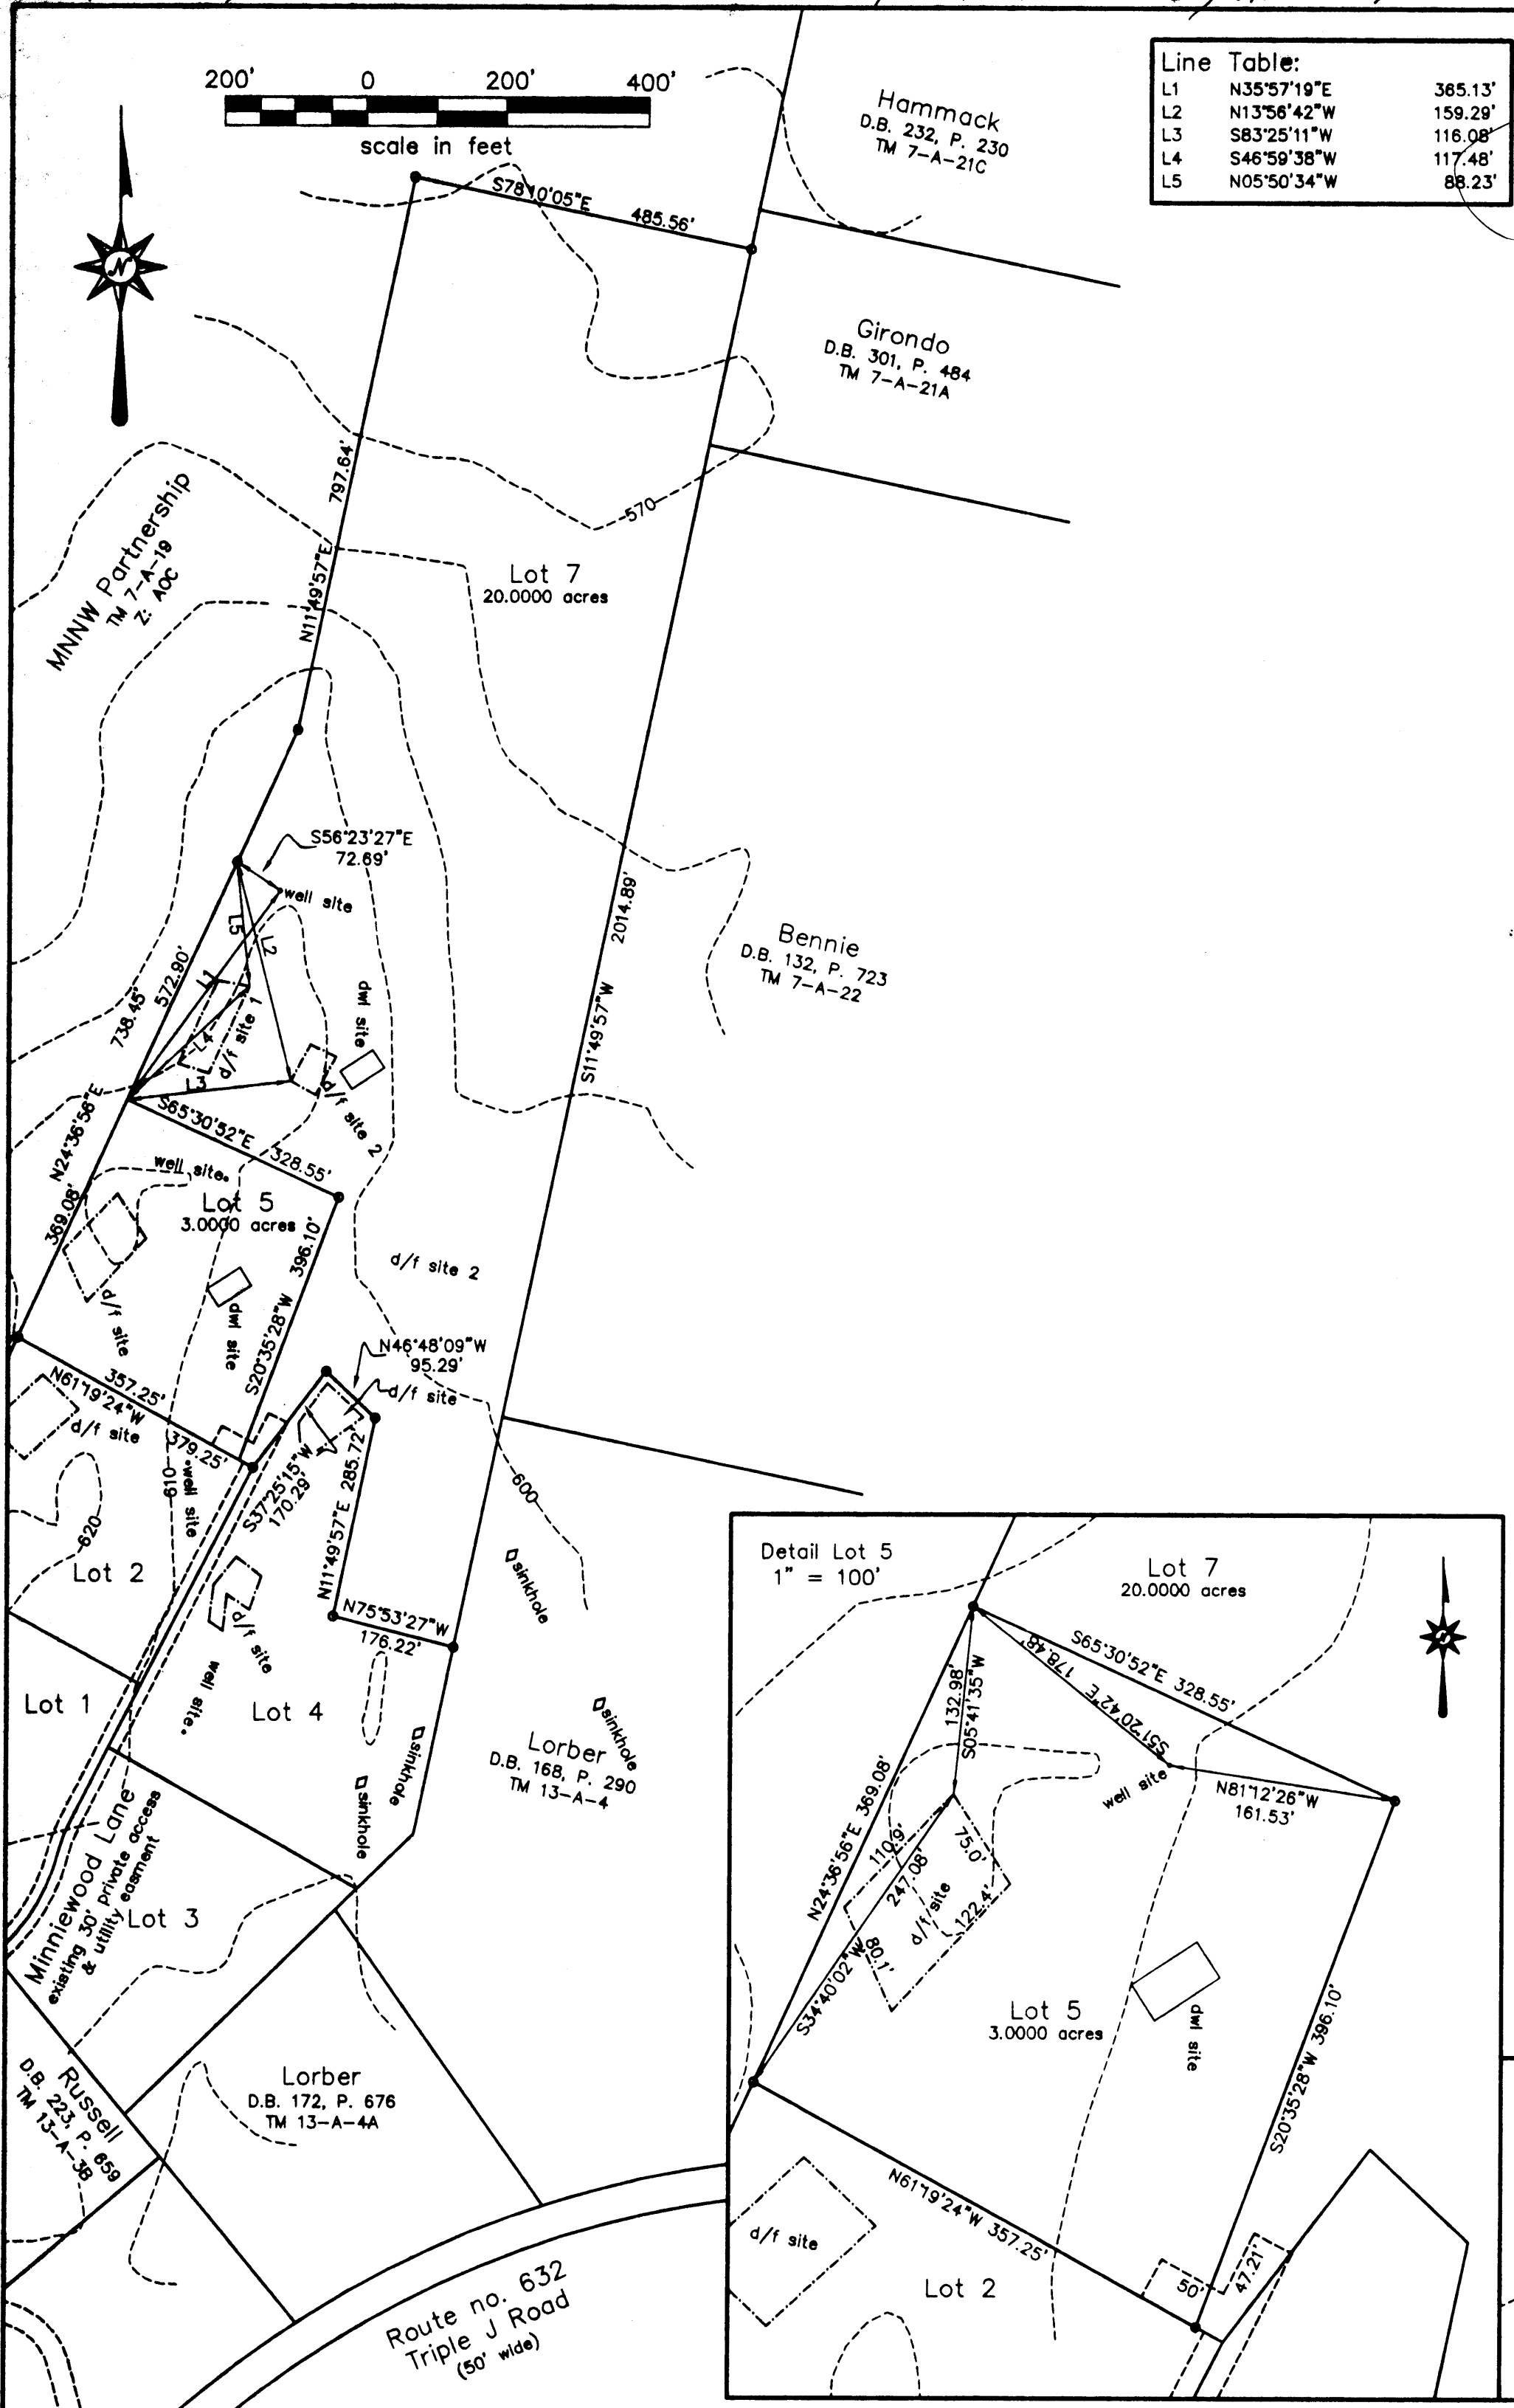 200' 0 200' 400'
scale in feet
Line Table:
L1 N35°57'19"E 365.13'
L2 N13°56'42"W 159.29'
L3 S83°25'11"W 116.08'
L4 S46°59'38"W 117.48'
L5 N05°50'34"W 88.23'
N
Hammack
D.B. 232, P. 230
TM 7-A-21C
S78°10'05"E 485.56'
Girondo
D.B. 301, P. 484
TM 7-A-21A
N11°49'57"E 797.64'
570
MNNW Partnership
TM 7-A-19
Z: AOC
Lot 7
20.0000 acres
S56°23'27"E
72.69'
well site
L5
L2
L1
L4
L3
d/f site 1
dwl site
d/f site 2
572.90'
738.45'
N24°36'56"E
369.08'
S11°49'57"W 2014.89'
Bennie
D.B. 132, P. 723
TM 7-A-22
S65°30'52"E 328.55'
well site
Lot 5
3.0000 acres
d/f site
dwl site
S20°35'28"W 396.10'
d/f site 2
N46°48'09"W
95.29'
d/f site
357.25'
N61°19'24"W
379.25'
d/f site
610
well site
620
Lot 2
S37°25'15"W
170.29'
N11°49'57"E 285.72'
N75°53'27"W
176.22'
600
sinkhole
sinkhole
sinkhole
sinkhole
d/f site
well site
Lot 1
Lot 4
Lorber
D.B. 168, P. 290
TM 13-A-4
Minniewood Lane
existing 30' private access
& utility easment
Lot 3
Russell
D.B. 223, P. 659
TM 13-A-3B
Lorber
D.B. 172, P. 676
TM 13-A-4A
Route no. 632
Triple J Road
(50' wide)
Detail Lot 5
1" = 100'
Lot 7
20.0000 acres
S65°30'52"E 328.55'
178.48'
S51°20'42"E
132.98'
S05°41'35"W
well site
N81°12'26"W
161.53'
N24°36'56"E 369.08'
110.9'
75.0'
247.08'
d/f site
122.4'
80.1'
S34°40'02"W
Lot 5
3.0000 acres
dwl site
S20°35'28"W 396.10'
N61°19'24"W 357.25'
d/f site
Lot 2
50'
47.21'